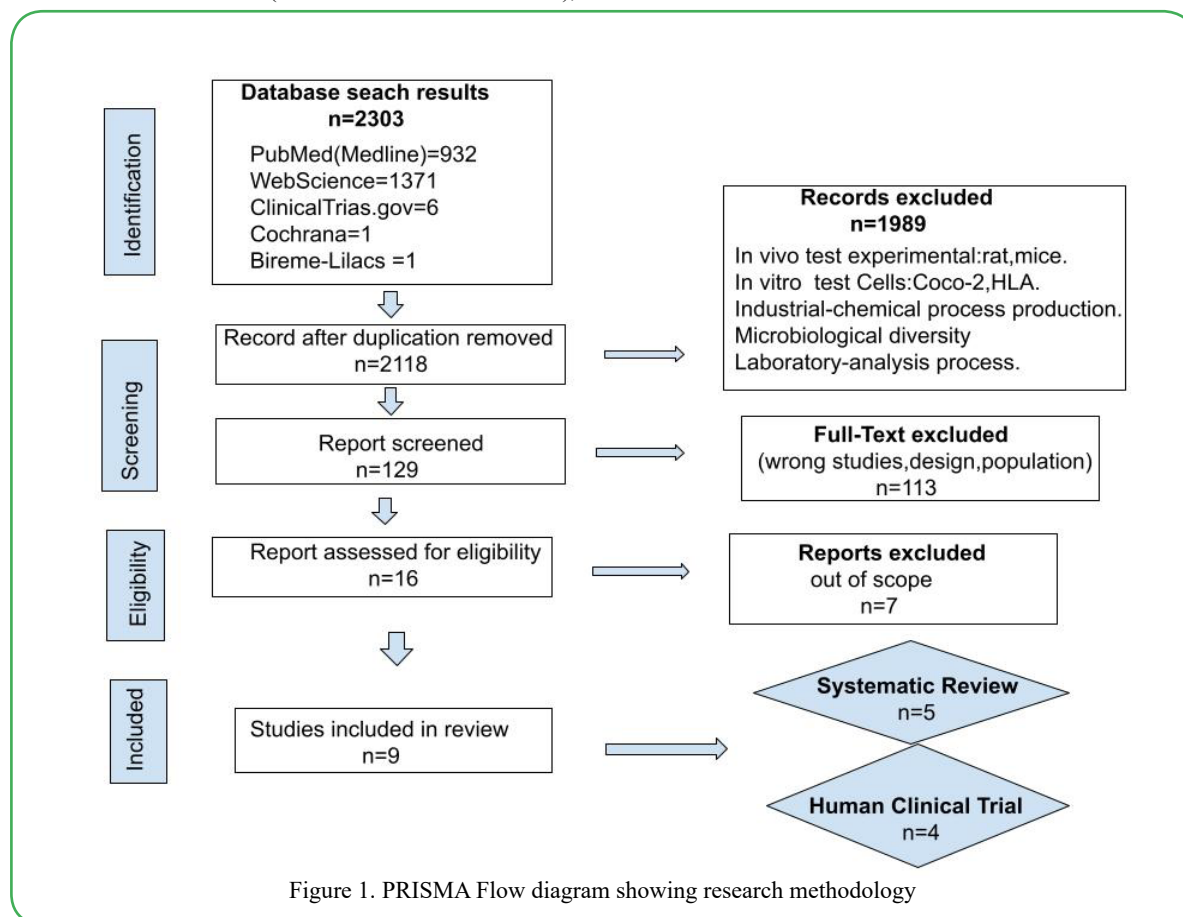 Identification
Database seach results
n=2303
PubMed(Medline)=932
WebScience=1371
ClinicalTrias.gov=6
Cochrana=1
Bireme-Lilacs =1
Records excluded
n=1989
In vivo test experimental:rat,mice.
In vitro test Cells:Coco-2,HLA.
Industrial-chemical process production.
Microbiological diversity
Laboratory-analysis process.
Screening
Record after duplication removed
n=2118
Report screened
n=129
Full-Text excluded
(wrong studies,design,population)
n=113
Eligibility
Report assessed for eligibility
n=16
Reports excluded
out of scope
n=7
Included
Studies included in review
n=9
Systematic Review
n=5
Human Clinical Trial
n=4
Figure 1. PRISMA Flow diagram showing research methodology